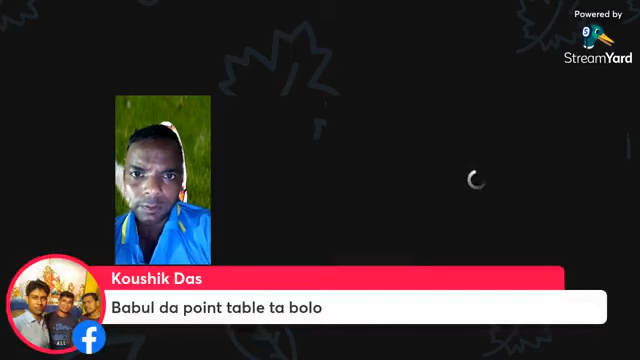 Powered by
StreamYard
Koushik Das
Babul da point table ta bolo